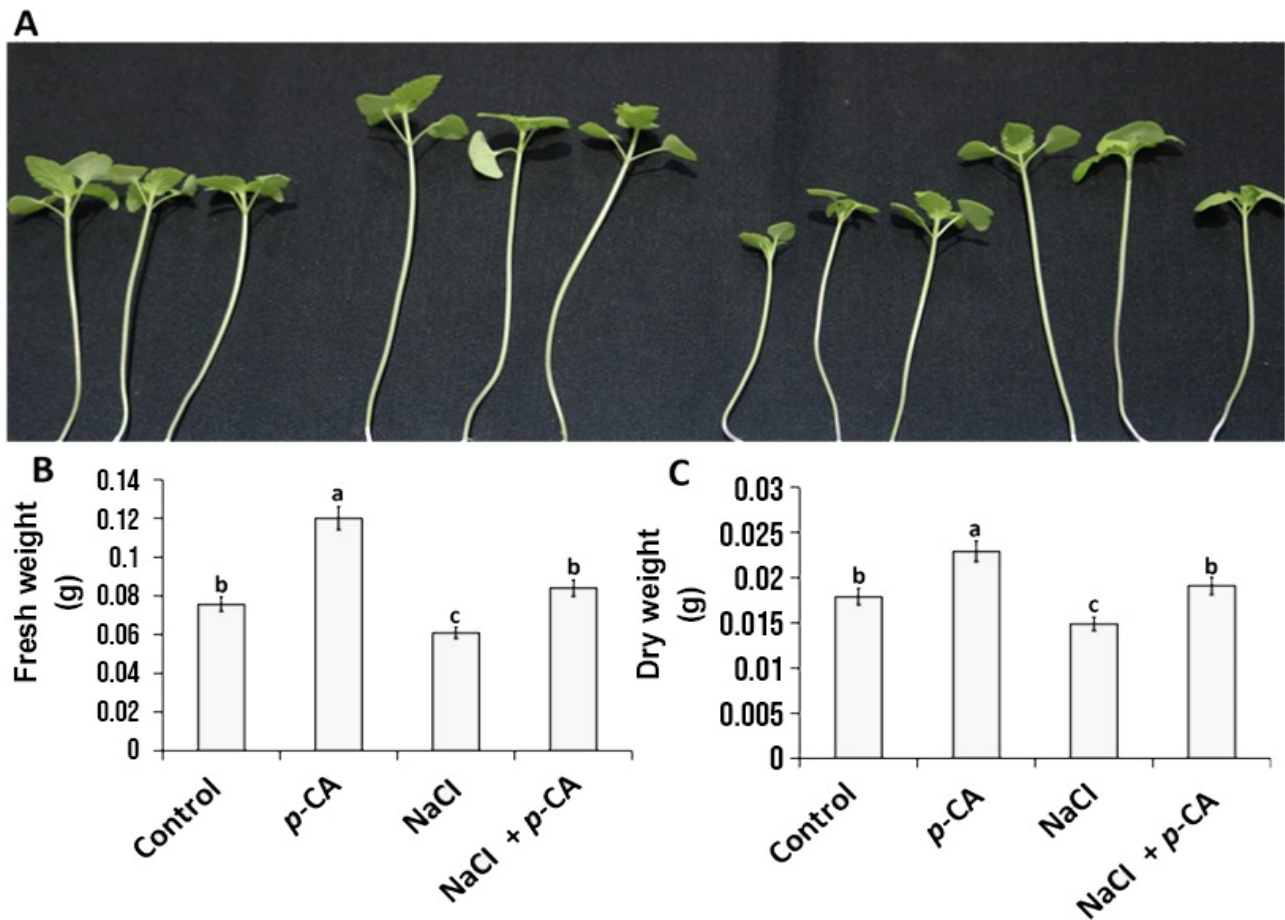 A
B
Fresh weight
(g)
0.14
0.12
0.1
0.08
0.06
0.04
0.02
0
b
a
c
b
Control
p-CA
NaCl
NaCl + p-CA
C
Dry weight
(g)
0.03
0.025
0.02
0.015
0.01
0.005
0
b
a
c
b
Control
p-CA
NaCl
NaCl + p-CA